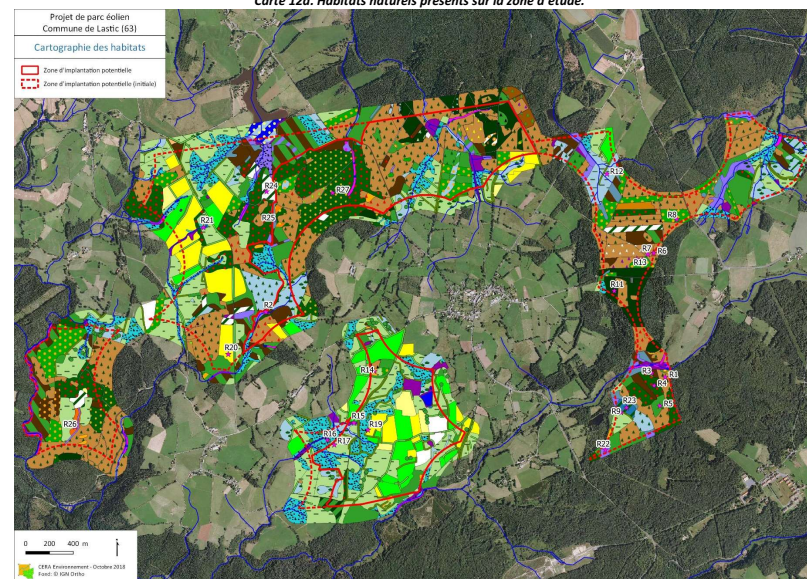 Carte 12a. Habitats naturels présents sur la zone d'étude.
Projet de parc éolien
Commune de Lastic (63)
Cartographie des habitats
Zone d'implantation potentielle
Zone d'implantation potentielle (initiale)
R12
R24
R27
R25
R21
R8
R7
R6
R13
R11
R2
R20
R14
R3
R1
R4
R15
R23
R5
R9
R16
R19
R17
R26
R22
0 200 400 m
CERA Environnement - Octobre 2018
Fond: © IGN Ortho